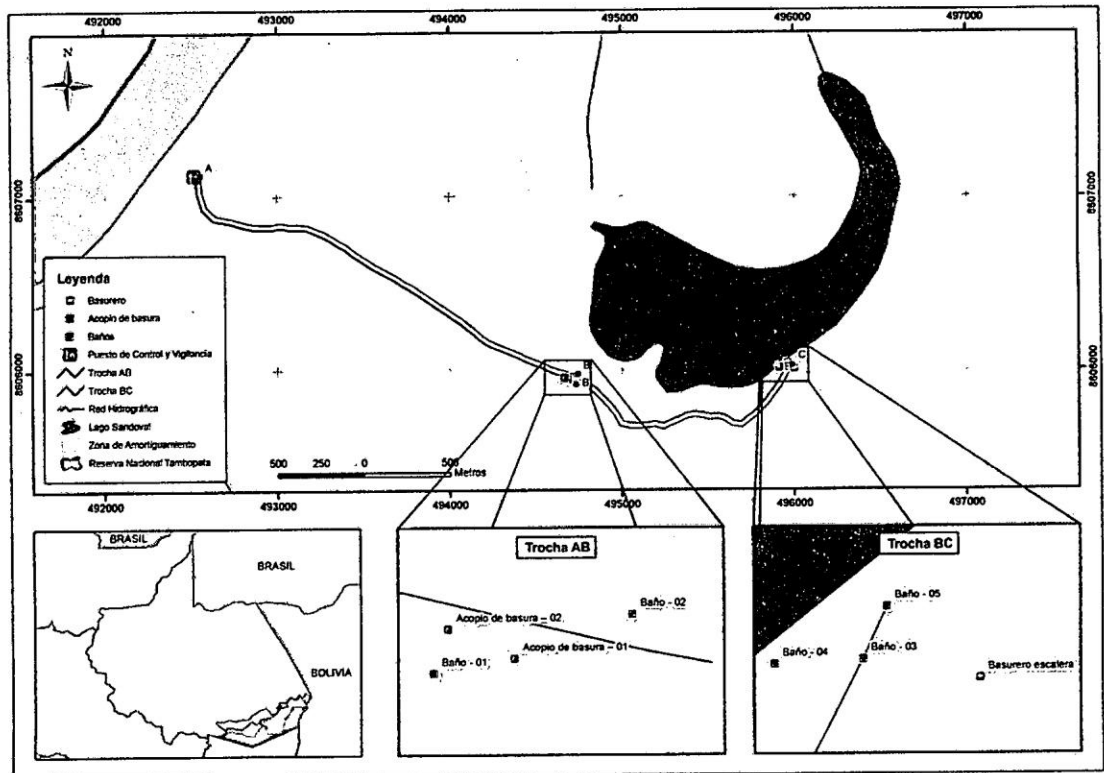 492000 493000 494000 495000 496000 497000
N
A
8607000 8607000
Leyenda
Basurero
Acopio de basura
Baños
Puesto de Control y Vigilancia
Trocha AB
Trocha BC
Red Hidrográfica
Lago Sandoval
Zona de Amortiguamiento
Reserva Nacional Tambopata
B
B
C
8606000 8606000
500 250 0 500
Metros
492000 493000 494000 495000 496000 497000
BRASIL
BRASIL
BOLIVIA
Trocha AB
Baño - 02
Acopio de basura – 02
Acopio de basura – 01
Baño - 01
Trocha BC
Baño - 05
Baño - 04
Baño - 03
Basurero escalera